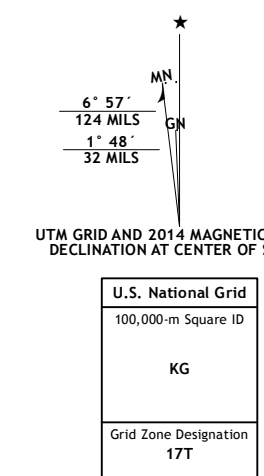 ★
MN
6° 57´
124 MILS
GN
1° 48´
32 MILS
UTM GRID AND 2014 MAGNETIC
DECLINATION AT CENTER OF S
U.S. National Grid
100,000-m Square ID
KG
Grid Zone Designation
17T